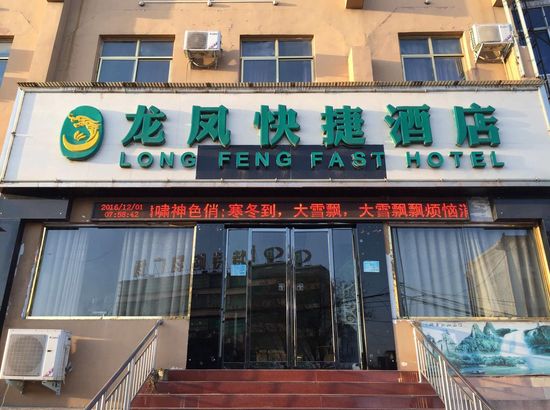 龙凤快捷酒店
LONG FENG FAST HOTEL
2016/12/01
07:58:42
啸神色俏;寒冬到，大雪飘，大雪飘飘烦恼消